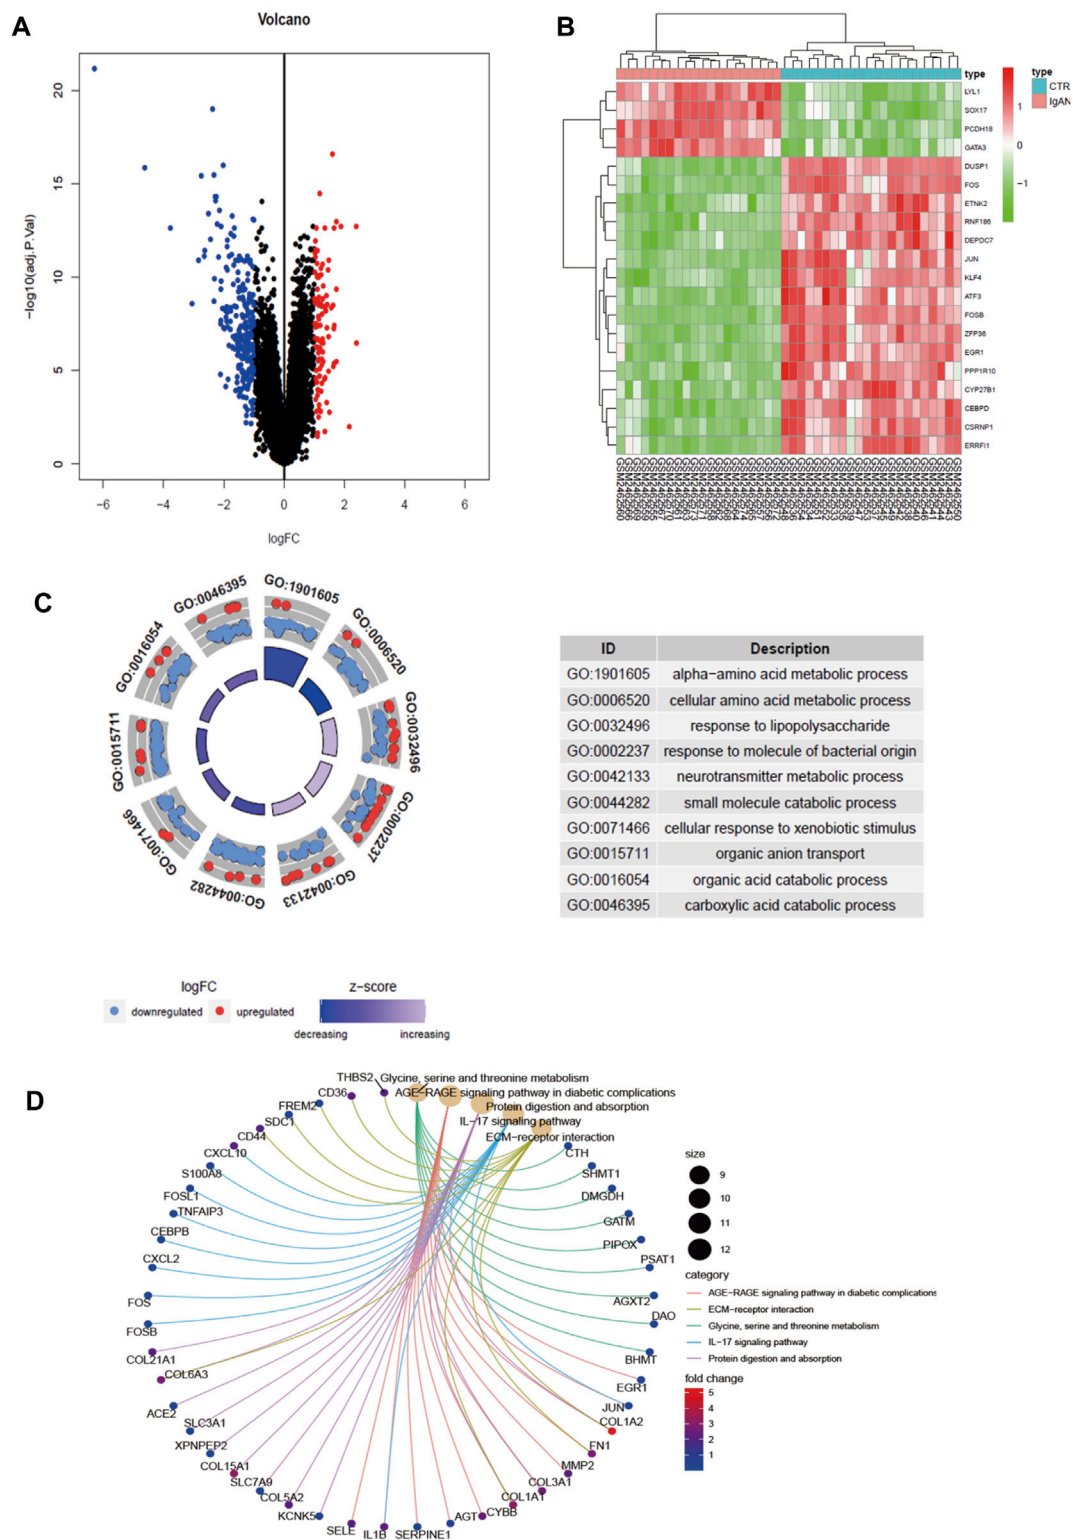 A
Volcano
20
15
10
5
0
−log10(adj.P.Val)
−6
−4
−2
0
2
4
6
logFC
B
type
LYL1
SOX17
PCDH18
GATA3
DUSP1
FOS
ETNK2
RNF186
DEPDC7
JUN
KLF4
ATF3
FOSB
ZFP36
EGR1
PPP1R10
CYP27B1
CEBPD
CSRNP1
ERRFI1
1
0
−1
type
CTR
IgAN
C
GO:1901605
GO:0006520
GO:0032496
GO:0002237
GO:0042133
GO:0044282
GO:0071466
GO:0015711
GO:0016054
GO:0046395
ID Description
GO:1901605 alpha−amino acid metabolic process
GO:0006520 cellular amino acid metabolic process
GO:0032496 response to lipopolysaccharide
GO:0002237 response to molecule of bacterial origin
GO:0042133 neurotransmitter metabolic process
GO:0044282 small molecule catabolic process
GO:0071466 cellular response to xenobiotic stimulus
GO:0015711 organic anion transport
GO:0016054 organic acid catabolic process
GO:0046395 carboxylic acid catabolic process
logFC
downregulated
upregulated
z−score
decreasing
increasing
D
THBS2
Glycine, serine and threonine metabolism
AGE−RAGE signaling pathway in diabetic complications
Protein digestion and absorption
IL−17 signaling pathway
ECM−receptor interaction
CTH
SHMT1
DMGDH
GATM
PIPOX
PSAT1
AGXT2
DAO
BHMT
EGR1
JUN
COL1A2
FN1
MMP2
COL3A1
COL1A1
CYBB
AGT
SERPINE1
IL1B
SELE
KCNK5
COL5A2
SLC7A9
COL15A1
XPNPEP2
SLC3A1
ACE2
COL6A3
COL21A1
FOSB
FOS
CXCL2
CEBPB
TNFAIP3
FOSL1
S100A8
CXCL10
CD44
SDC1
FREM2
CD36
size
9
10
11
12
category
AGE−RAGE signaling pathway in diabetic complications
ECM−receptor interaction
Glycine, serine and threonine metabolism
IL−17 signaling pathway
Protein digestion and absorption
fold change
5
4
3
2
1